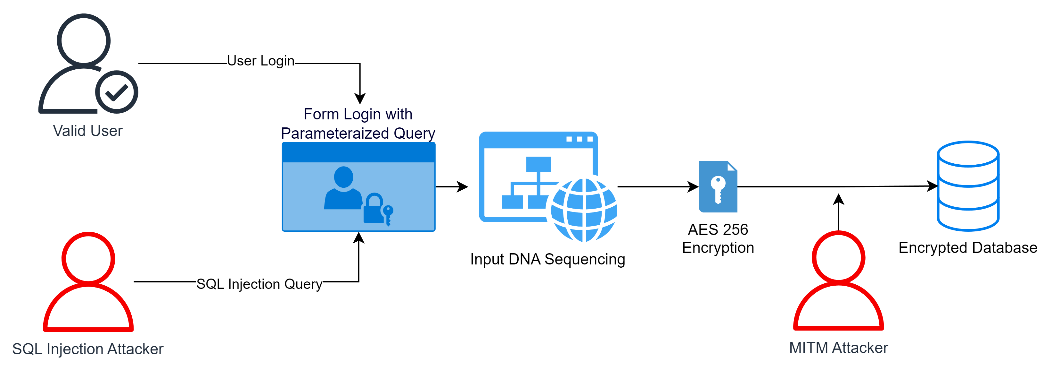 User Login
Valid User
Form Login with
Parameteraized Query
Input DNA Sequencing
AES 256
Encryption
Encrypted Database
SQL Injection Query
SQL Injection Attacker
MITM Attacker